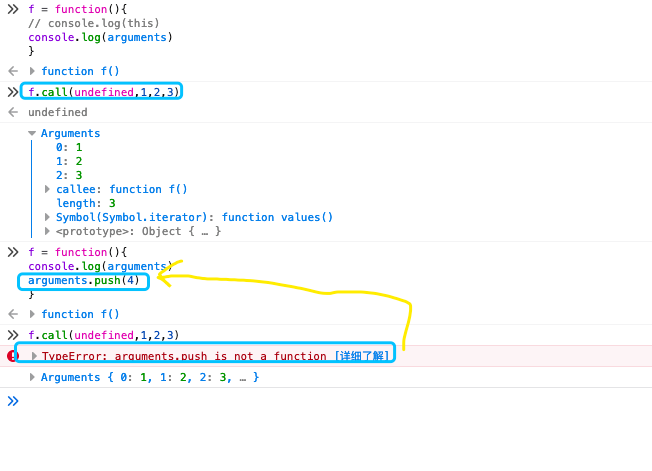 f = function(){
// console.log(this)
console.log(arguments)
}
function f()
f.call(undefined,1,2,3)
undefined
Arguments
0: 1
1: 2
2: 3
callee: function f()
length: 3
Symbol(Symbol.iterator): function values()
<prototype>: Object { … }
f = function(){
console.log(arguments)
arguments.push(4)
}
function f()
f.call(undefined,1,2,3)
TypeError: arguments.push is not a function [详细了解]
Arguments { 0: 1, 1: 2, 2: 3, … }